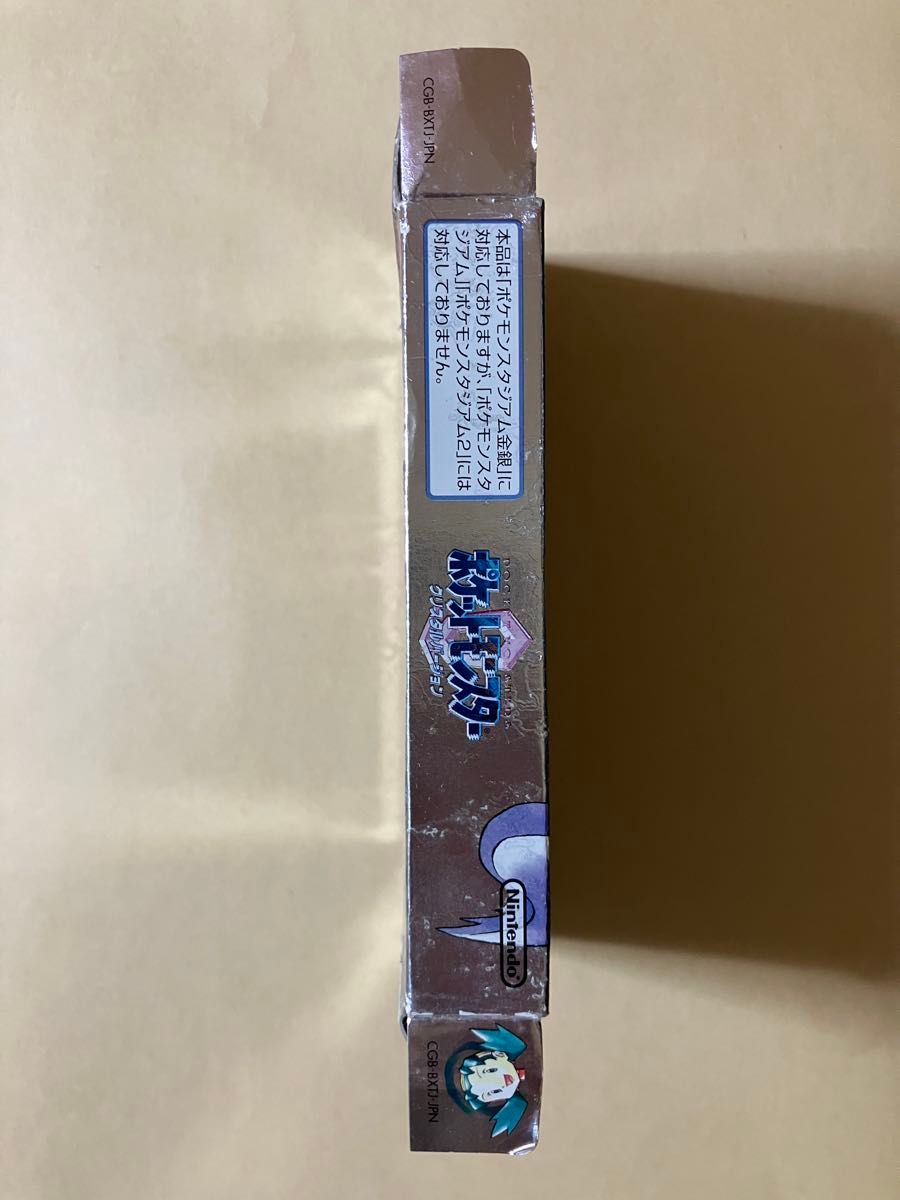 CGB-BXTJ-JPN
本品は「ポケモンスタジアム金銀」に
対応しておりますが、「ポケモンスタ
ジアム」「ポケモンスタジアム2」には
対応しておりません。
ポケットモンスター
クリスタルバージョン
Nintendo®
CGB-BXTJ-JPN